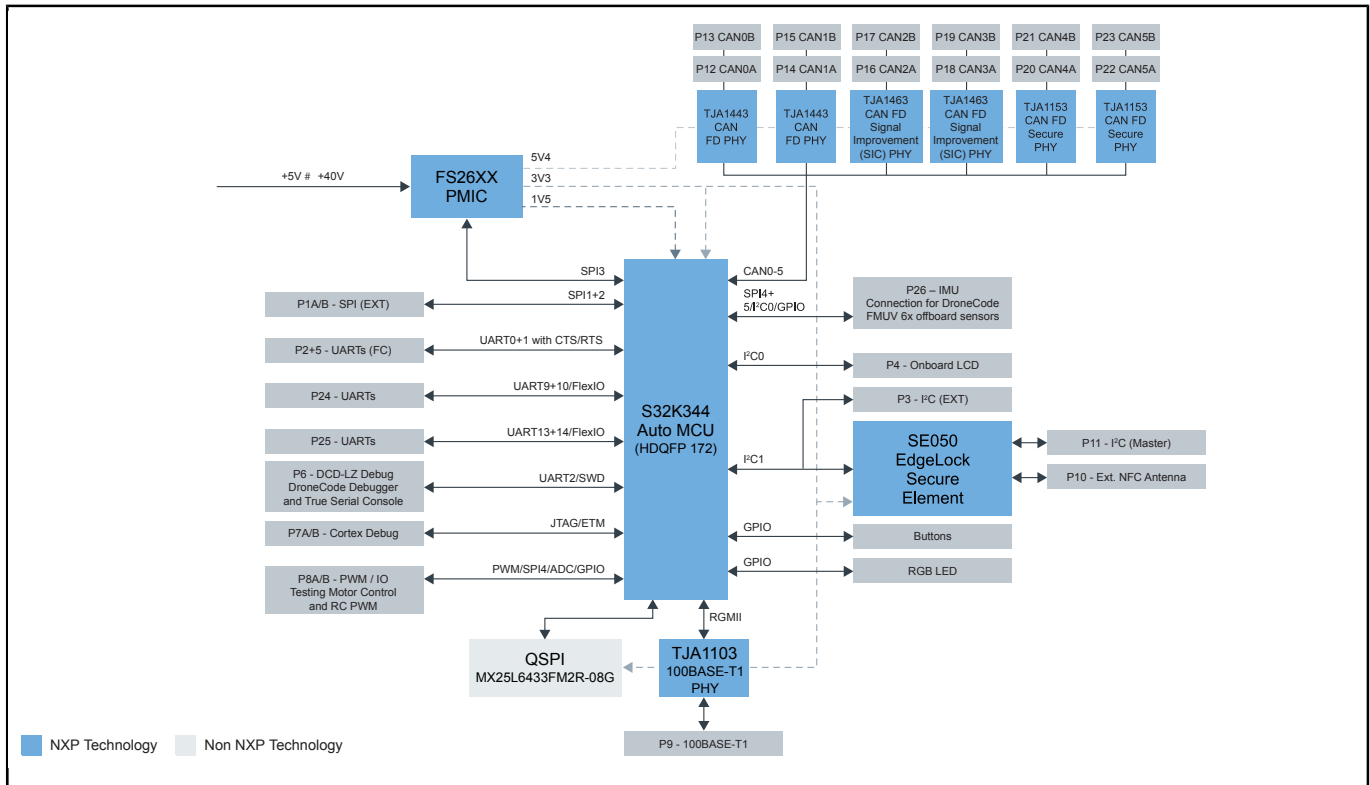 P13 CAN0B
P15 CAN1B
P17 CAN2B
P19 CAN3B
P21 CAN4B
P23 CAN5B
P12 CAN0A
P14 CAN1A
P16 CAN2A
P18 CAN3A
P20 CAN4A
P22 CAN5A
TJA1443
CAN
FD PHY
TJA1443
CAN
FD PHY
TJA1463
CAN FD
Signal
Improvement
(SIC) PHY
TJA1463
CAN FD
Signal
Improvement
(SIC) PHY
TJA1153
CAN FD
Secure
PHY
TJA1153
CAN FD
Secure
PHY
+5V # +40V
FS26XX
PMIC
5V4
3V3
1V5
SPI3
SPI1+2
UART0+1 with CTS/RTS
UART9+10/FlexIO
UART13+14/FlexIO
UART2/SWD
JTAG/ETM
PWM/SPI4/ADC/GPIO
P1A/B - SPI (EXT)
P2+5 - UARTs (FC)
P24 - UARTs
P25 - UARTs
P6 - DCD-LZ Debug
DroneCode Debugger
and True Serial Console
P7A/B - Cortex Debug
P8A/B - PWM / IO
Testing Motor Control
and RC PWM
S32K344
Auto MCU
(HDQFP 172)
CAN0-5
SPI4+
5/I²C0/GPIO
I²C0
I²C1
GPIO
GPIO
RGMII
P26 – IMU
Connection for DroneCode
FMUV 6x offboard sensors
P4 - Onboard LCD
P3 - I²C (EXT)
SE050
EdgeLock
Secure
Element
P11 - I²C (Master)
P10 - Ext. NFC Antenna
Buttons
RGB LED
QSPI
MX25L6433FM2R-08G
TJA1103
100BASE-T1
PHY
P9 - 100BASE-T1
NXP Technology
Non NXP Technology